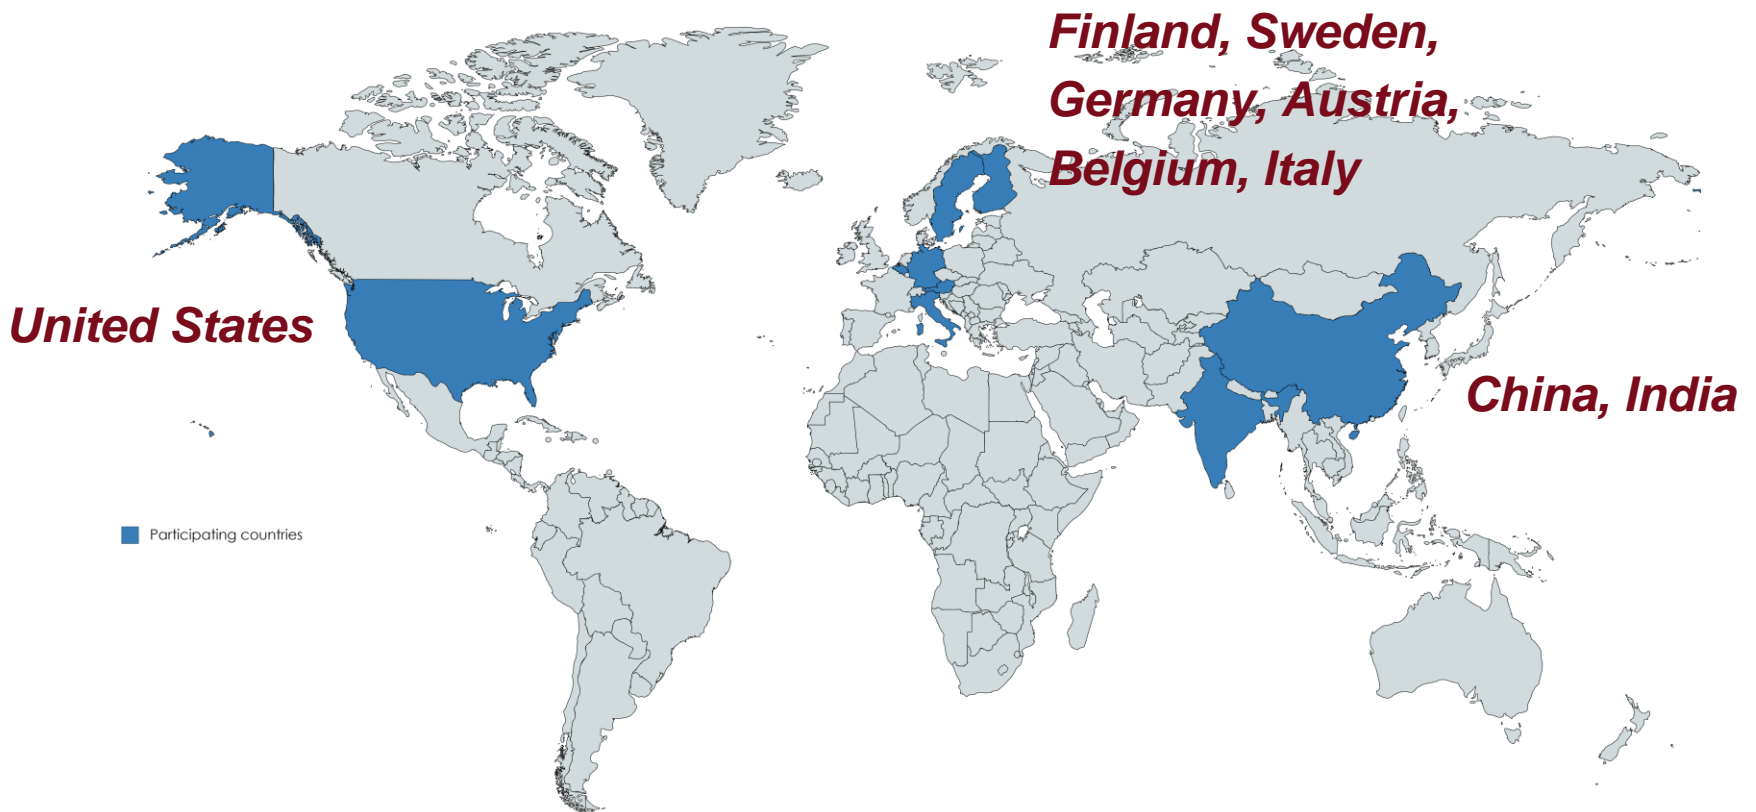 Finland, Sweden,
Germany, Austria,
Belgium, Italy
United States
China, India
Participating countries